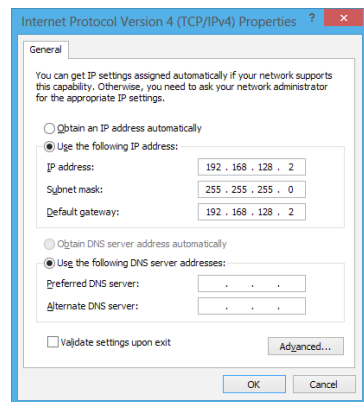 Internet Protocol Version 4 (TCP/IPv4) Properties ? ×
General
You can get IP settings assigned automatically if your network supports
this capability. Otherwise, you need to ask your network administrator
for the appropriate IP settings.
Obtain an IP address automatically
Use the following IP address:
IP address: 192 . 168 . 128 . 2
Subnet mask: 255 . 255 . 255 . 0
Default gateway: 192 . 168 . 128 . 2
Obtain DNS server address automatically
Use the following DNS server addresses:
Preferred DNS server: . . .
Alternate DNS server: . . .
Validate settings upon exit
Advanced...
OK Cancel